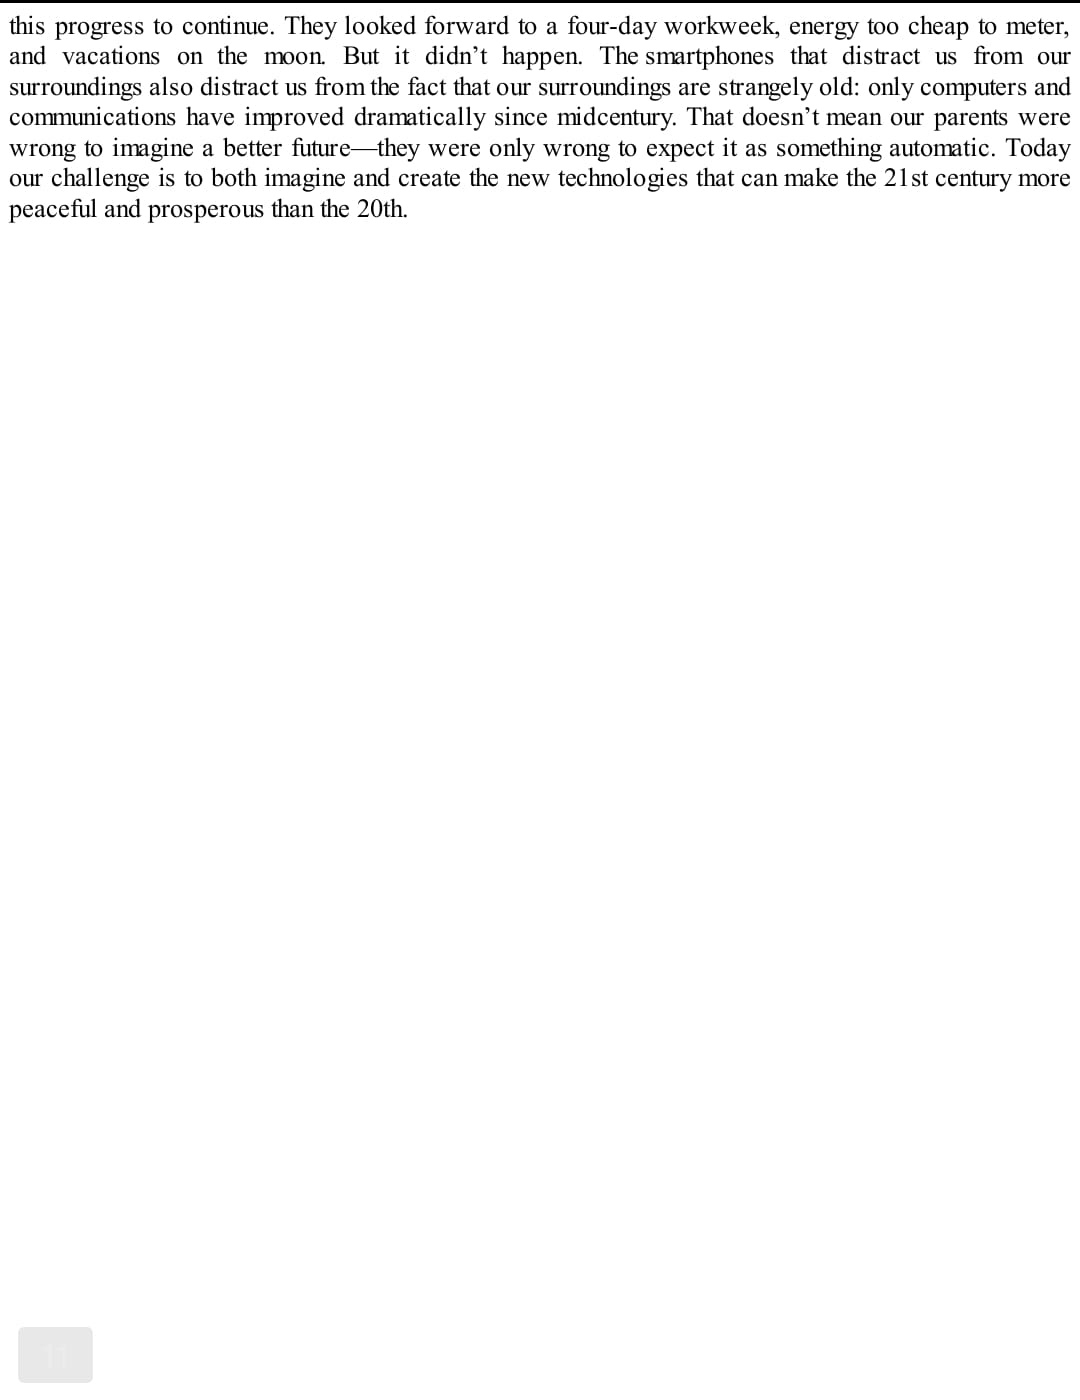 this progress to continue. They looked forward to a four-day workweek, energy too cheap to meter,
and vacations on the moon. But it didn’t happen. The smartphones that distract us from our
surroundings also distract us from the fact that our surroundings are strangely old: only computers and
communications have improved dramatically since midcentury. That doesn’t mean our parents were
wrong to imagine a better future—they were only wrong to expect it as something automatic. Today
our challenge is to both imagine and create the new technologies that can make the 21st century more
peaceful and prosperous than the 20th.
11